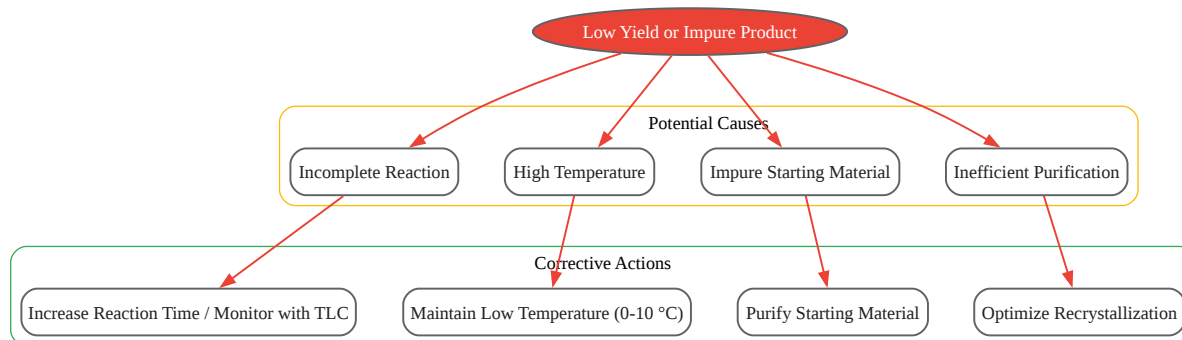 Low Yield or Impure Product
Potential Causes
Incomplete Reaction
High Temperature
Impure Starting Material
Inefficient Purification
Corrective Actions
Increase Reaction Time / Monitor with TLC
Maintain Low Temperature (0-10 °C)
Purify Starting Material
Optimize Recrystallization